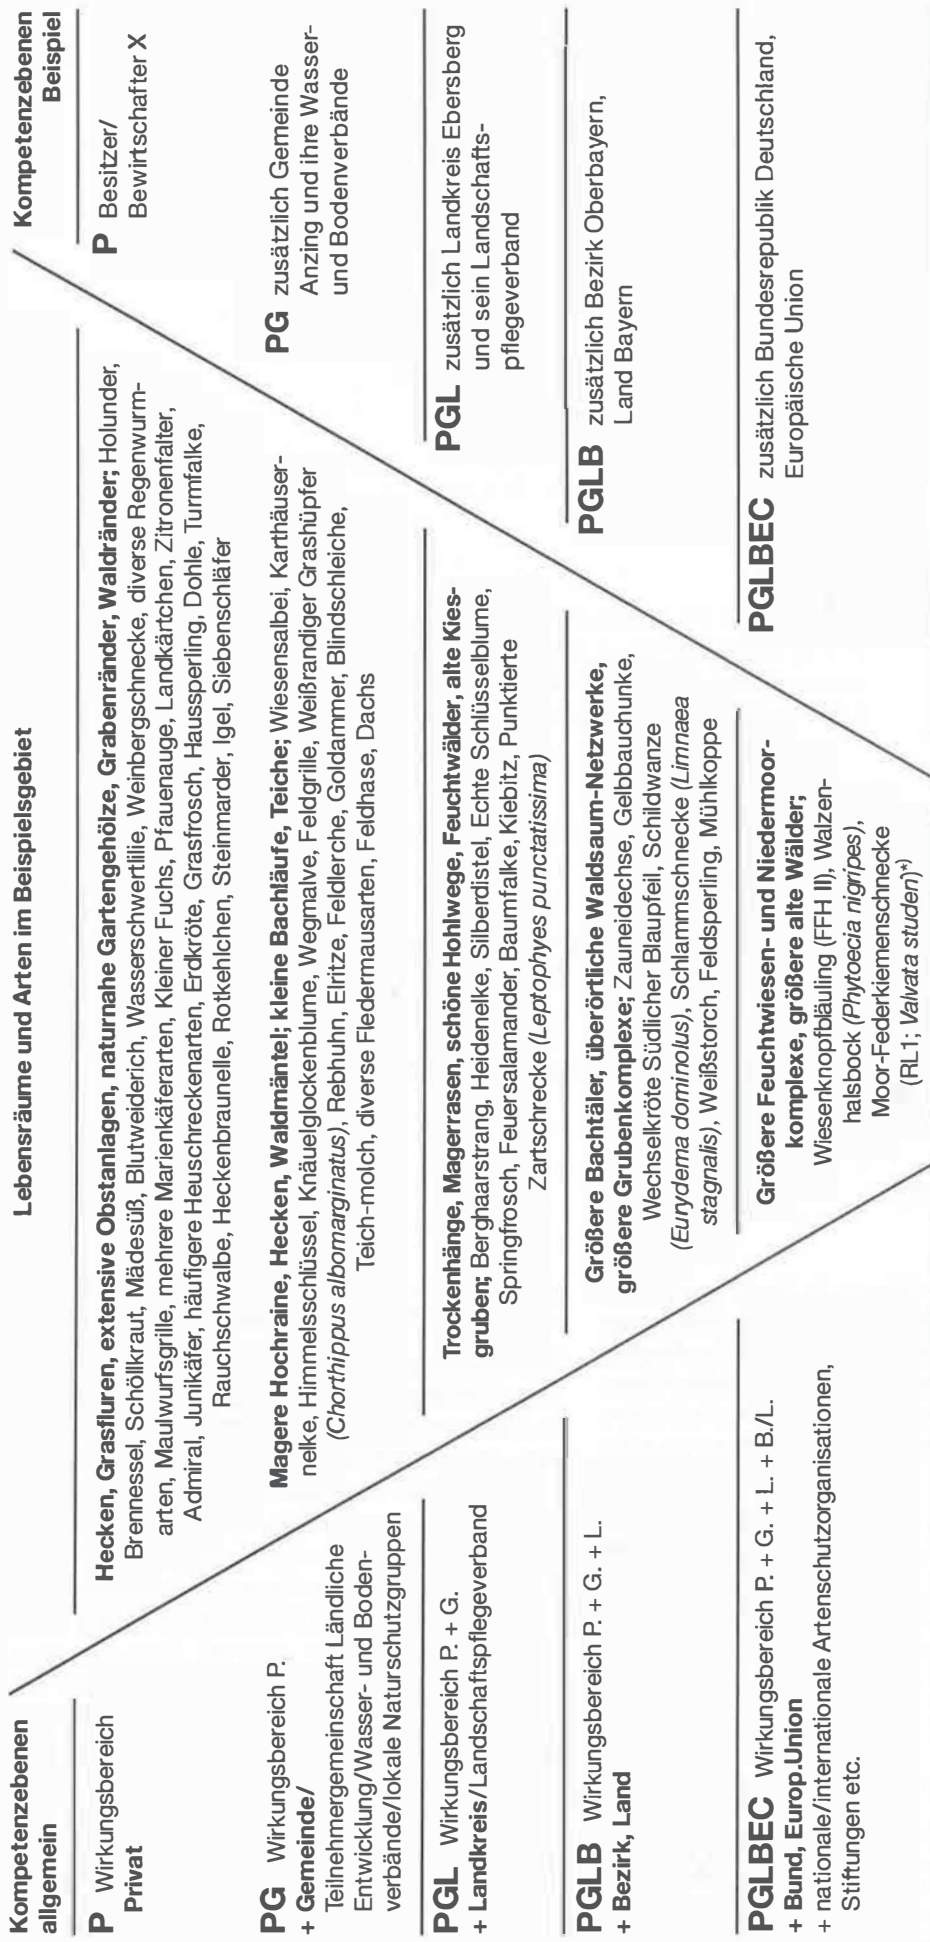 Kompetenzebenen
allgemein
P Wirkungsbereich
Privat
PG Wirkungsbereich P.
+ Gemeinde/
Teilnehmergemeinschaft Ländliche
Entwicklung/Wasser- und Boden-
verbände/lokale Naturschutzgruppen
PGL Wirkungsbereich P. + G.
+ Landkreis/Landschaftspflegeverband
PGLB Wirkungsbereich P. + G. + L.
+ Bezirk, Land
PGLBEC Wirkungsbereich P. + G. + L. + B./L.
+ Bund, Europ.Union
+ nationale/internationale Artenschutzorganisationen,
Stiftungen etc.
Lebensräume und Arten im Beispielsgebiet
Hecken, Grasfluren, extensive Obstanlagen, naturnahe Gartengehölze, Grabenränder, Waldränder; Holunder,
Brennessel, Schöllkraut, Mädesüß, Blutweiderich, Wasserschwertlilie, Weinbergschnecke, diverse Regenwurm-
arten, Maulwurfsgrille, mehrere Marienkäferarten, Kleiner Fuchs, Pfauenauge, Landkärtchen, Zitronenfalter,
Admiral, Junikäfer, häufigere Heuschreckenarten, Erdkröte, Grasfrosch, Haussperling, Dohle, Turmfalke,
Rauchschwalbe, Heckenbraunelle, Rotkehlchen, Steinmarder, Igel, Siebenschläfer
Magere Hochraine, Hecken, Waldmäntel; kleine Bachläufe, Teiche; Wiesensabei, Karthäuser-
nelke, Himmelsschlüssel, Knäuelglockenblume, Wegmalve, Feldgrille, Weißrandiger Grashüpfer
(Chorthippus albomarginatus), Rebhuhn, Elritze, Feldlerche, Goldammer, Blindschleiche,
Teich-molch, diverse Fledermausarten, Feldhase, Dachs
Trockenhänge, Magerrasen, schöne Hohlwege, Feuchtwälder, alte Kies-
gruben; Berghaarstrang, Heidenelke, Silberdistel, Echte Schlüsselblume,
Springfrosch, Feuersalamander, Baumfalke, Kiebitz, Punktierte
Zartschrecke (Leptophyes punctatissima)
Größere Bachtäler, überörtliche Waldsaum-Netzwerke,
größere Grubenkomplexe; Zauneidechse, Gelbbauchunke,
Wechselkröte Südlicher Blaupfeil, Schildwanze
(Eurydema dominolus), Schlammschnecke (Limnaea
stagnalis), Weißstorch, Feldsperling, Mühlkoppe
Größere Feuchtwiesen- und Niedermoor-
komplexe, größere alte Wälder;
Wiesenknopfbläuling (FFH II), Walzen-
halsbock (Phytoecia nigripes),
Moor-Federkiemenschnecke
(RL1; Valvata studen)*)
Kompetenzebenen
Beispiel
P Besitzer/
Bewirtschafter X
PG zusätzlich Gemeinde
Anzing und ihre Wasser-
und Bodenverbände
PGL zusätzlich Landkreis Ebersberg
und sein Landschafts-
pflegeverband
PGLB zusätzlich Bezirk Oberbayern,
Land Bayern
PGLBEC zusätzlich Bundesrepublik Deutschland,
Europäische Union